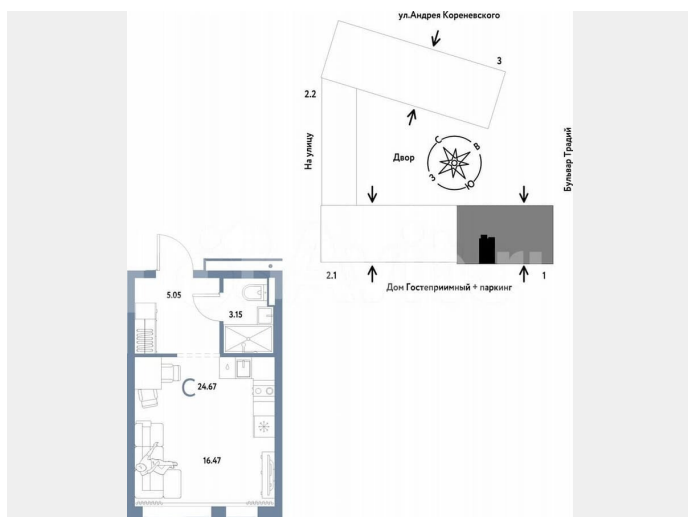 ул.Андрея Кореневского
3
2.2
На улицу
Двор
С
В
З
Ю
Бульвар Традий
2.1
1
Дом Гостеприимный + паркинг
5.05
3.15
С 24.67
16.47